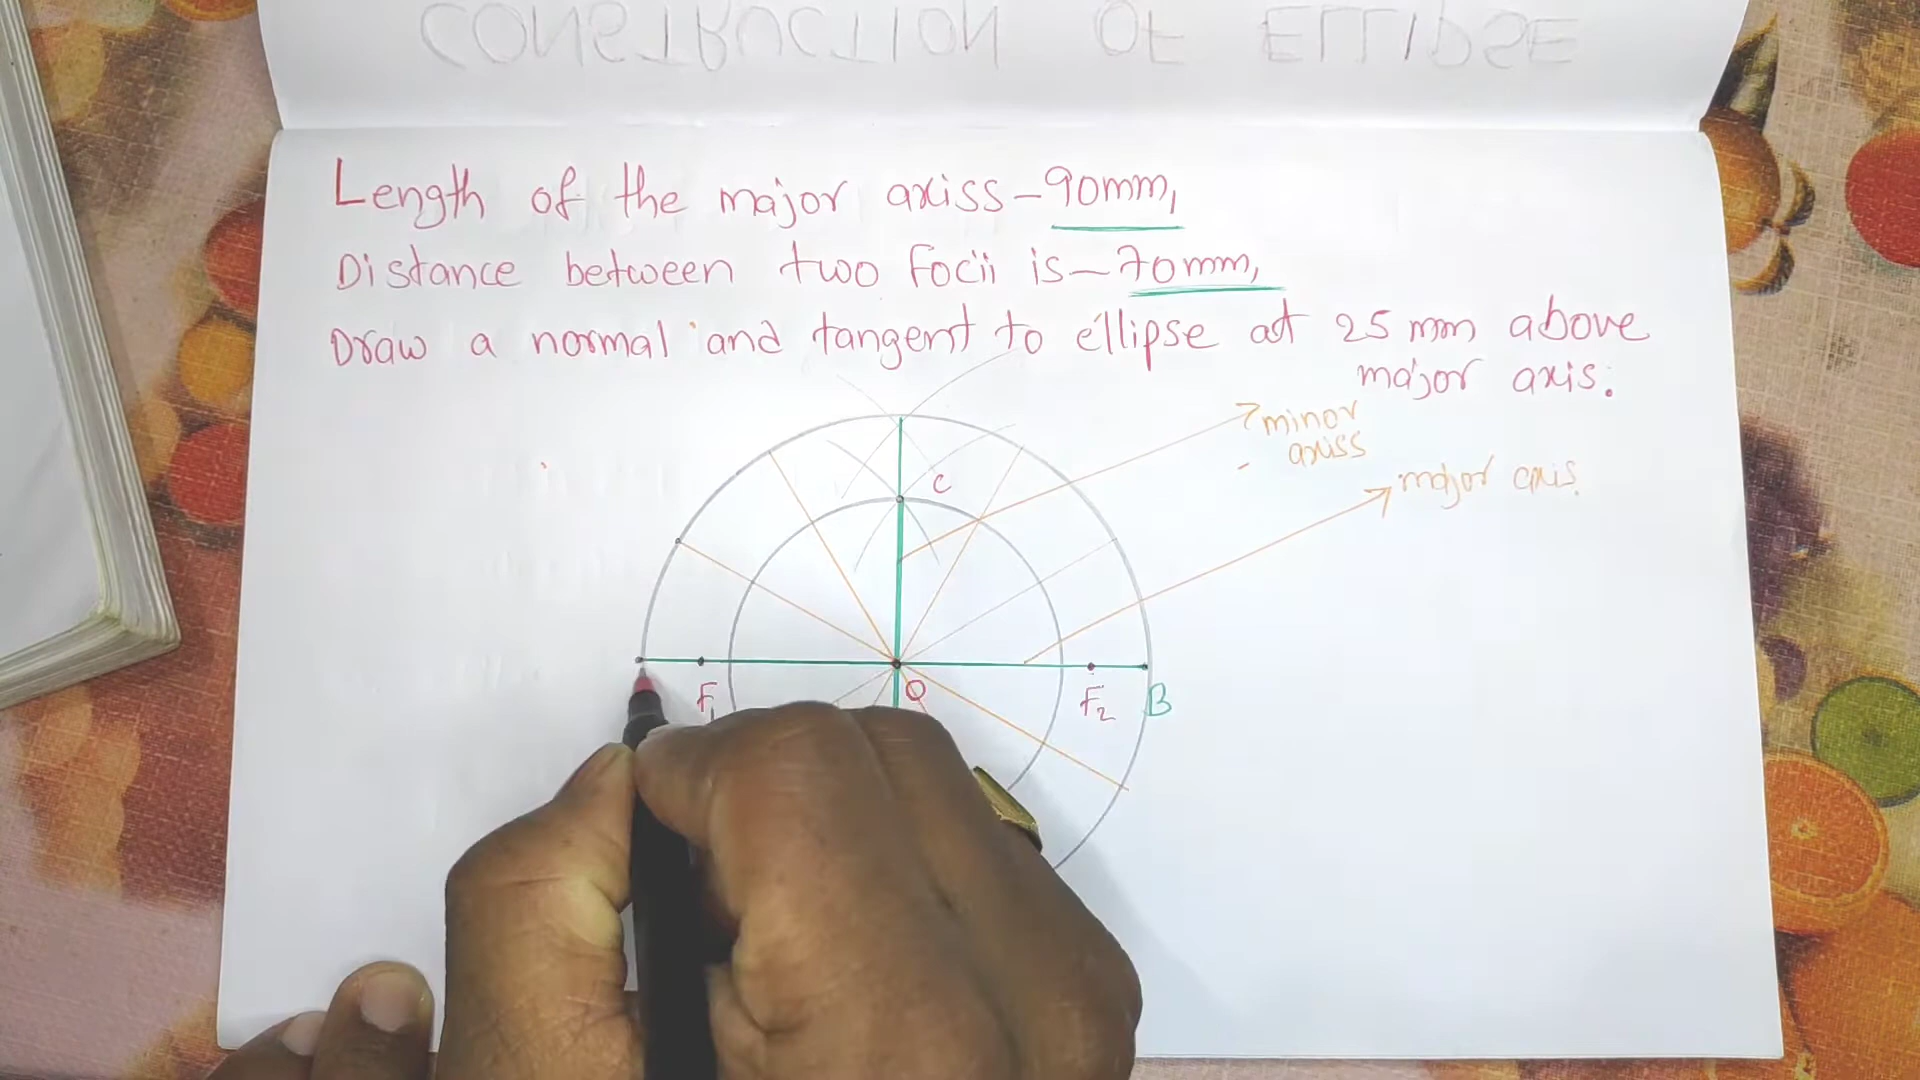 CONSTRUCTION OF ELLIPSE
Length of the major axiss-90mm,
Distance between two Focii is-70mm,
Draw a normal and tangent to ellipse at 25 mm above
major axis.
minor
axiss
major axis.
C
F1
O
F2
B